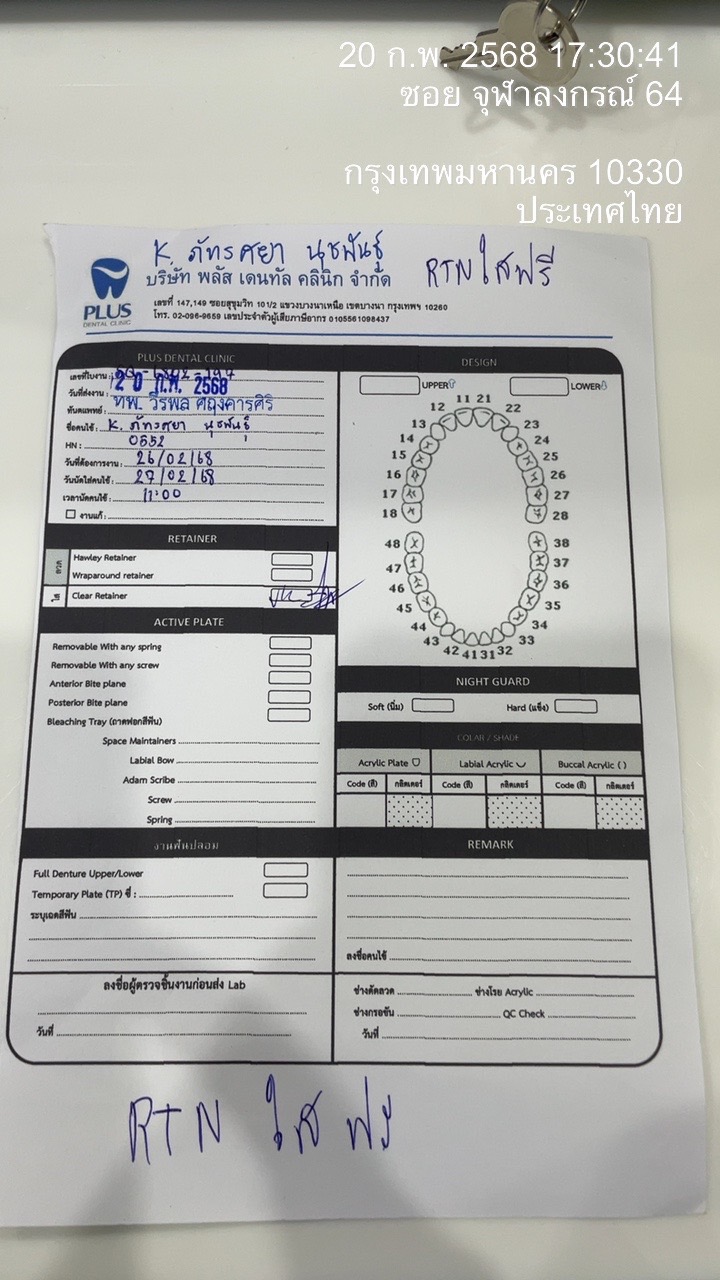 20 ก.พ. 2568 17:30:41
ซอย จุฬาลงกรณ์ 64
กรุงเทพมหานคร 10330
ประเทศไทย
K. ภัทรศยา นุชพันธุ์
RTN ใสฟรี
บริษัท พลัส เดนทัล คลินิก จำกัด
เลขที่ 147,149 ซอยสุขุมวิท 101/2 แขวงบางนาเหนือ เขตบางนา กรุงเทพฯ 10260
โทร. 02-096-9659 เลขประจำตัวผู้เสียภาษีอากร 0105561098437
PLUS
DENTAL CLINIC
PLUS DENTAL CLINIC
เลขที่ใบงาน :
วันที่ส่งงาน : 20 ก.พ. 2568
ทันตแพทย์ : ทพ. วีรพล
ชื่อคนไข้ : K. ภัทรศยา นุชพันธุ์
HN : 0552
วันที่ต้องการงาน : 26/02/68
วันนัดใส่คนไข้ : 27/02/68
เวลานัดคนไข้ : 11:00
งานแก้ :
RETAINER
ลวด
Hawley Retainer
Wraparound retainer
ใส
Clear Retainer
ACTIVE PLATE
Removable With any spring
Removable With any screw
Anterior Bite plane
Posterior Bite plane
Bleaching Tray (ถาดฟอกสีฟัน)
Space Maintainers
Labial Bow
Adam Scribe
Screw
Spring
งานฟันปลอม
Full Denture Upper/Lower
Temporary Plate (TP) ซี่ :
ระบุเฉดสีฟัน
ลงชื่อผู้ตรวจชิ้นงานก่อนส่ง Lab
วันที่
DESIGN
UPPER LOWER
11 21
12 22
13 23
14 24
15 25
16 26
17 27
18 28
48 38
47 37
46 36
45 35
44 34
43 33
42 41 31 32
NIGHT GUARD
Soft (นิ่ม) Hard (แข็ง)
COLAR / SHADE
Acrylic Plate Labial Acrylic Buccal Acrylic ( )
Code (สี) กลิตเตอร์ Code (สี) กลิตเตอร์ Code (สี) กลิตเตอร์
REMARK
ลงชื่อคนไข้
ช่างดัดลวด ช่างโรย Acrylic
ช่างกรอขัน QC Check
วันที่
RTN ใส ฟรี